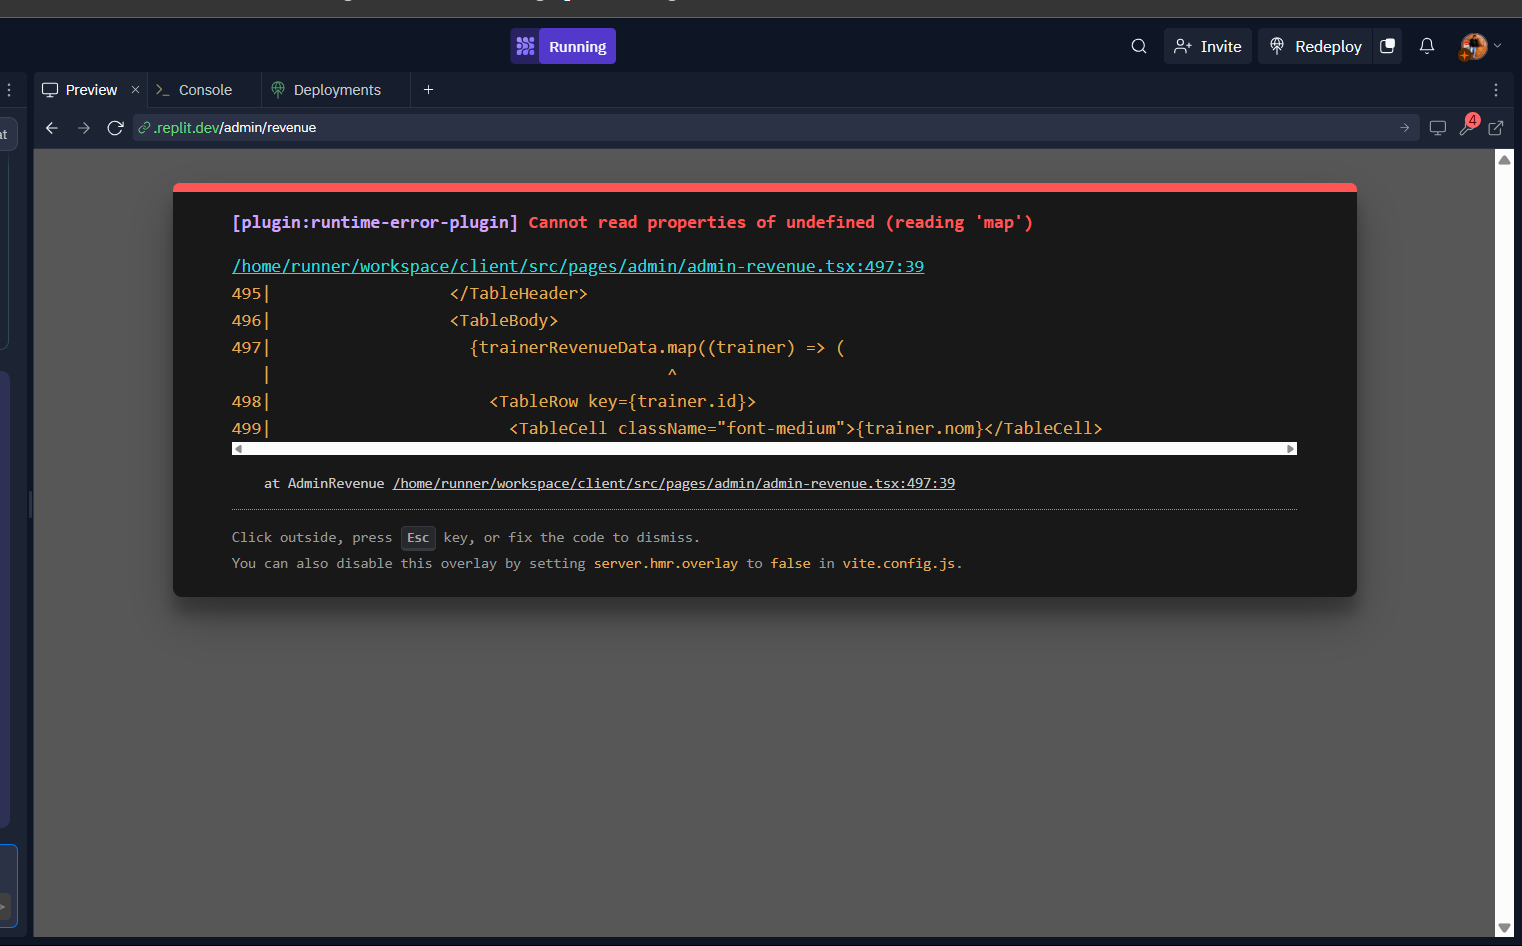 Running
Invite
Redeploy
Preview
Console
Deployments
at
.replit.dev/admin/revenue
4
[plugin:runtime-error-plugin] Cannot read properties of undefined (reading 'map')
/home/runner/workspace/client/src/pages/admin/admin-revenue.tsx:497:39
495|                  </TableHeader>
496|                  <TableBody>
497|                    {trainerRevenueData.map((trainer) => (
   |                                        ^
498|                      <TableRow key={trainer.id}>
499|                        <TableCell className="font-medium">{trainer.nom}</TableCell>
at AdminRevenue /home/runner/workspace/client/src/pages/admin/admin-revenue.tsx:497:39
Click outside, press Esc key, or fix the code to dismiss.
You can also disable this overlay by setting server.hmr.overlay to false in vite.config.js.